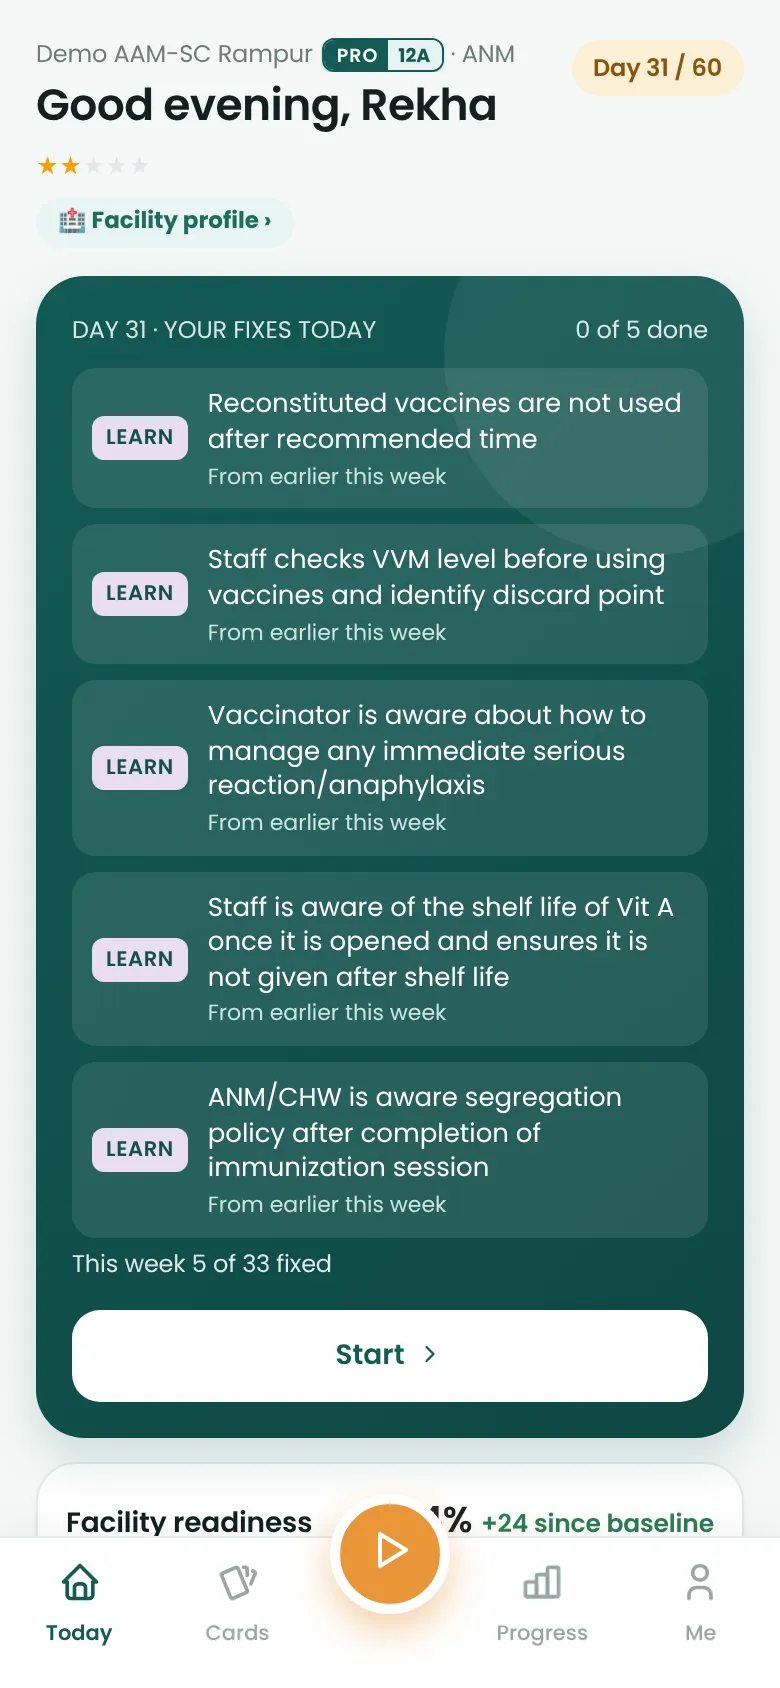 Demo AAM-SC Rampur PRO 12A · ANM
Day 31 / 60
Good evening, Rekha
Facility profile ›
DAY 31 · YOUR FIXES TODAY
0 of 5 done
LEARN
Reconstituted vaccines are not used
after recommended time
From earlier this week
LEARN
Staff checks VVM level before using
vaccines and identify discard point
From earlier this week
LEARN
Vaccinator is aware about how to
manage any immediate serious
reaction/anaphylaxis
From earlier this week
LEARN
Staff is aware of the shelf life of Vit A
once it is opened and ensures it is
not given after shelf life
From earlier this week
LEARN
ANM/CHW is aware segregation
policy after completion of
immunization session
From earlier this week
This week 5 of 33 fixed
Start
Facility readiness
% +24 since baseline
Today
Cards
Progress
Me